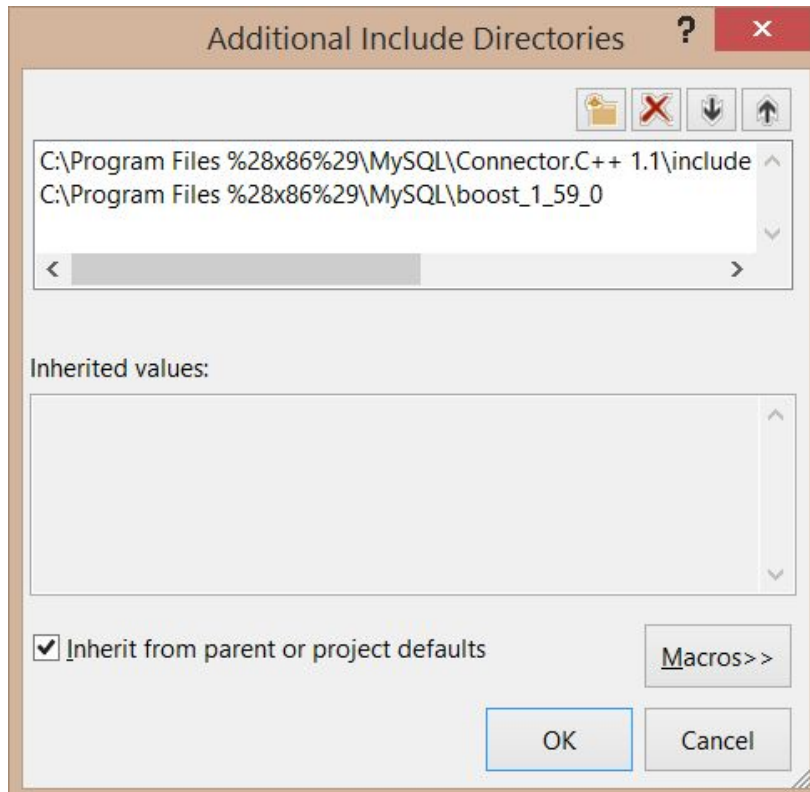 Additional Include Directories
C:\Program Files %28x86%29\MySQL\Connector.C++ 1.1\include
C:\Program Files %28x86%29\MySQL\boost_1_59_0
Inherited values:
Inherit from parent or project defaults
Macros>>
OK
Cancel